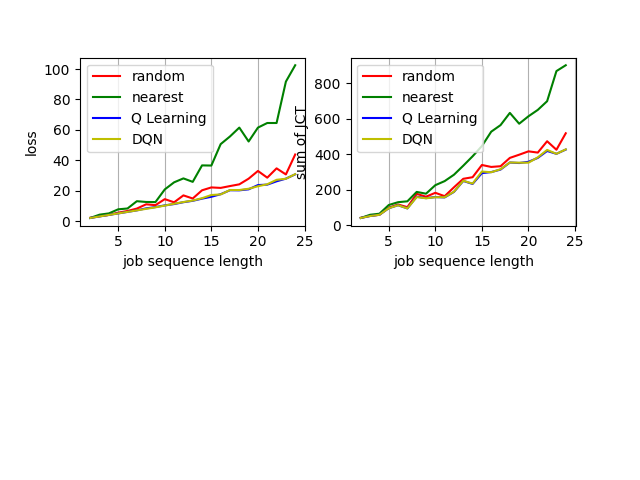 100
80
60
40
20
0
loss
random
nearest
Q Learning
DQN
5
10
15
20
25
job sequence length
800
600
400
200
0
sum of JCT
random
nearest
Q Learning
DQN
5
10
15
20
25
job sequence length